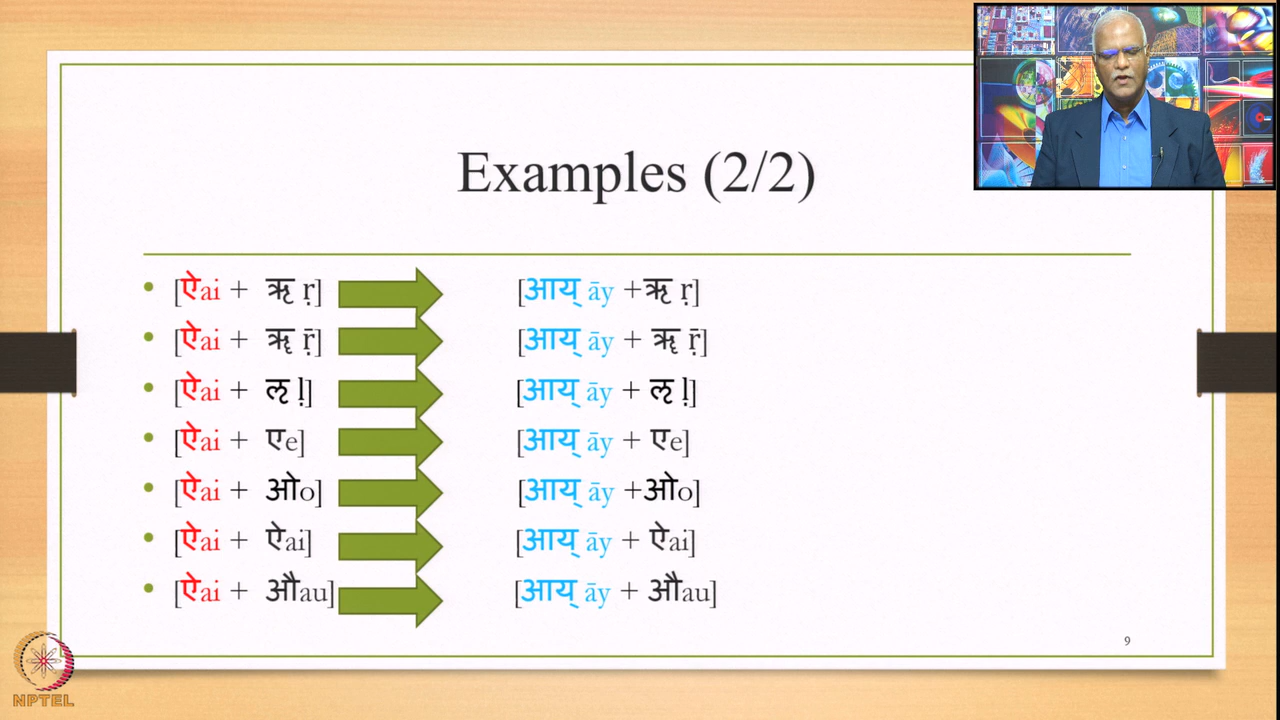 Examples (2/2)
• [ऐai + ऋ ṛ] [आय् āy +ऋ ṛ]
• [ऐai + ॠ ṝ] [आय् āy + ॠ ṝ]
• [ऐai + ऌ ḷ] [आय् āy + ऌ ḷ]
• [ऐai + एe] [आय् āy + एe]
• [ऐai + ओo] [आय् āy +ओo]
• [ऐai + ऐai] [आय् āy + ऐai]
• [ऐai + औau] [आय् āy + औau]
9
NPTEL